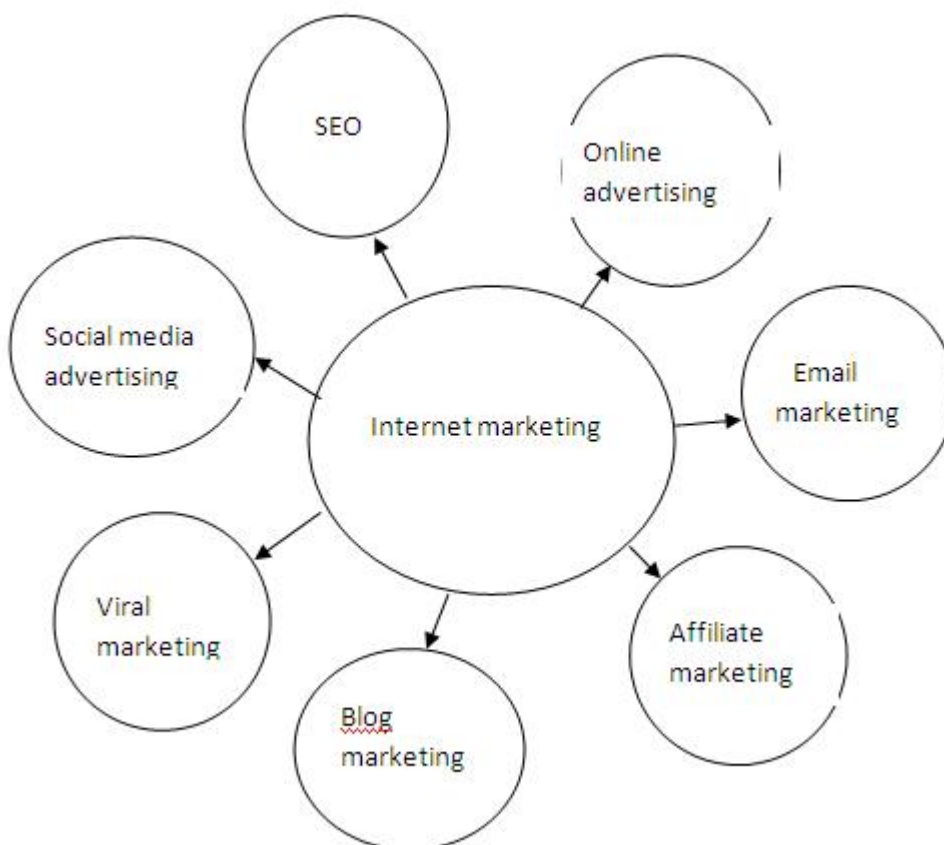 SEO
Online
advertising
Social media
advertising
Email
marketing
Internet marketing
Viral
marketing
Affiliate
marketing
Blog
marketing